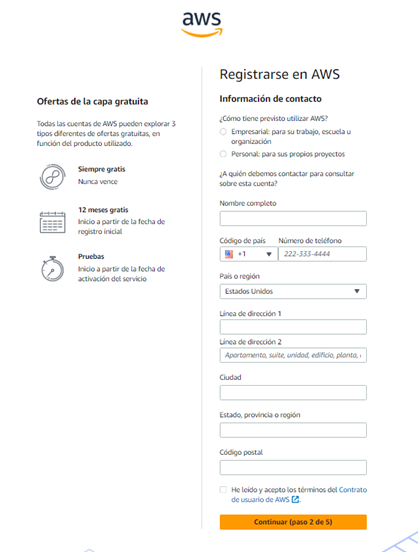 aws
Ofertas de la capa gratuita
Todas las cuentas de AWS pueden explorar 3
tipos diferentes de ofertas gratuitas, en
función del producto utilizado.
Siempre gratis
Nunca vence
12 meses gratis
Inicio a partir de la fecha de
registro inicial
Pruebas
Inicio a partir de la fecha de
activación del servicio
Registrarse en AWS
Información de contacto
¿Cómo tiene previsto utilizar AWS?
Empresarial: para su trabajo, escuela u
organización
Personal: para sus propios proyectos
¿A quién debemos contactar para consultar
sobre esta cuenta?
Nombre completo
Código de país Número de teléfono
+1 222-333-4444
País o región
Estados Unidos
Línea de dirección 1
Línea de dirección 2
Apartamento, suite, unidad, edificio, planta,
Ciudad
Estado, provincia o región
Código postal
He leído y acepto los términos del Contrato
de usuario de AWS.
Continuar (paso 2 de 5)